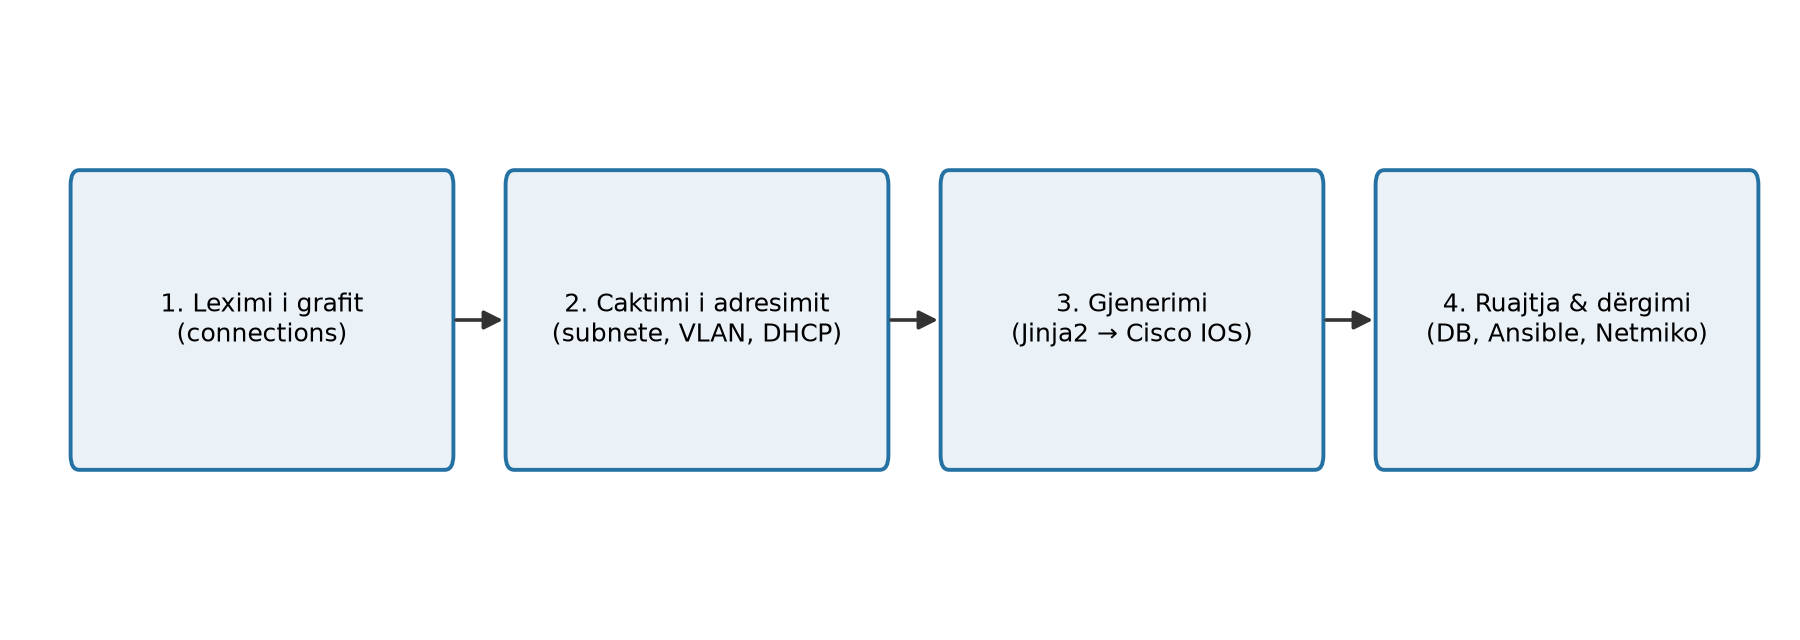 1. Leximi i grafit
(connections)
2. Caktimi i adresimit
(subnete, VLAN, DHCP)
3. Gjenerimi
(Jinja2 → Cisco IOS)
4. Ruajtja & dërgimi
(DB, Ansible, Netmiko)